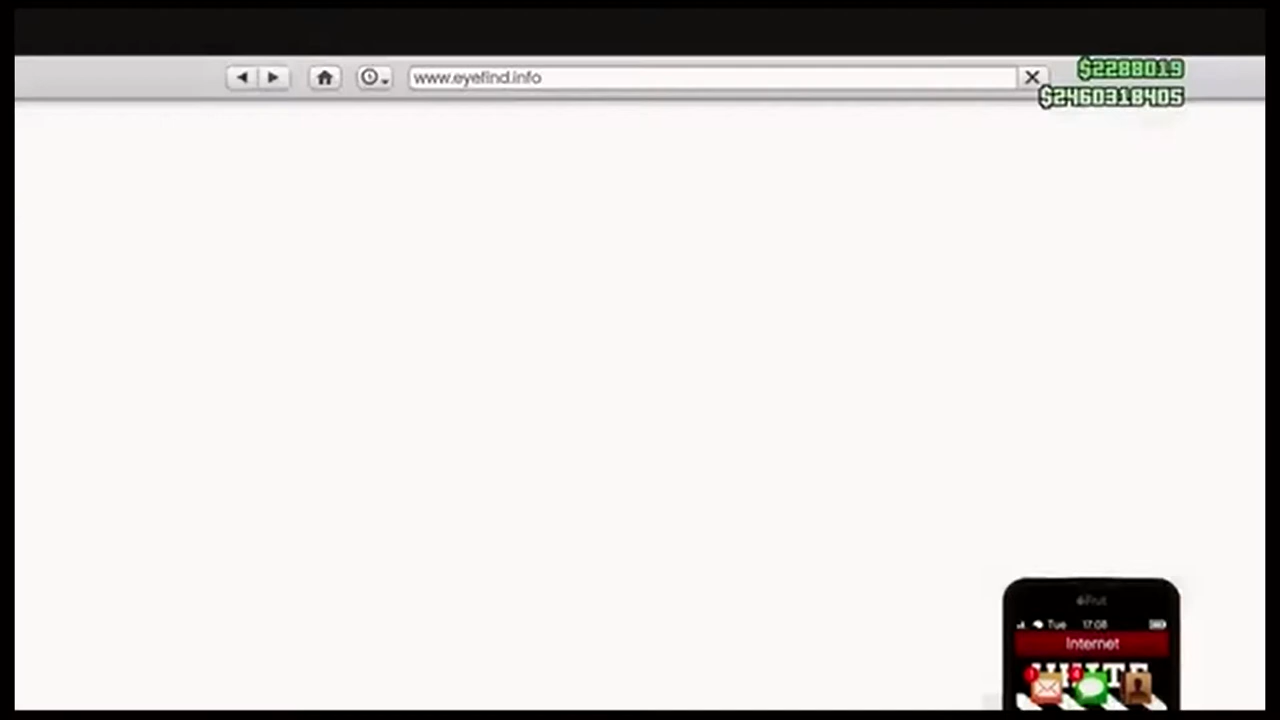 www.eyefind.info
$2288019
$2460318405
Tue 17:08
Internet